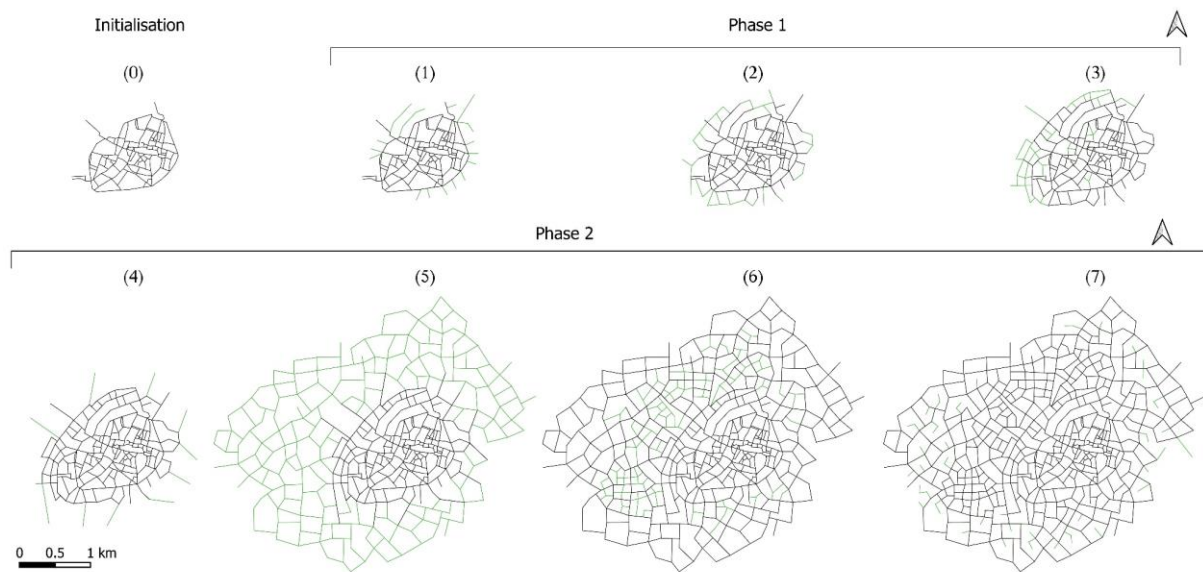 Initialisation Phase 1
(0) (1) (2) (3)
Phase 2
(4) (5) (6) (7)
0 0.5 1 km